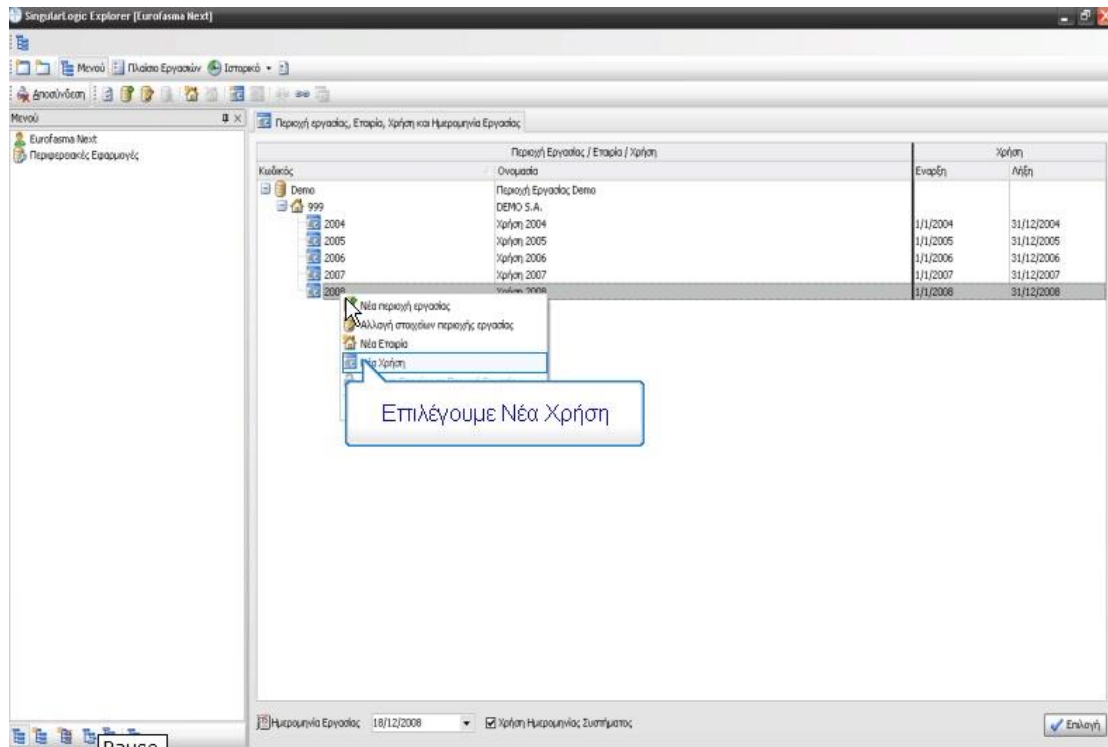 SingularLogic Explorer [Eurofasma Next]
Μενού Πλαίσιο Εργασιών Ιστορικό
Αποσύνδεση
Μενού
Περιοχή εργασίας, Εταιρία, Χρήση και Ημερομηνία Εργασίας
Eurofasma Next
Περιφερειακές Εφαρμογές
Περιοχή Εργασίας / Εταιρία / Χρήση Χρήση
Κωδικός Ονομασία Εναρξη Λήξη
Demo Περιοχή Εργασίας Demo
999 DEMO S.A.
2004 Χρήση 2004 1/1/2004 31/12/2004
2005 Χρήση 2005 1/1/2005 31/12/2005
2006 Χρήση 2006 1/1/2006 31/12/2006
2007 Χρήση 2007 1/1/2007 31/12/2007
2008 Χρήση 2008 1/1/2008 31/12/2008
Νέα περιοχή εργασίας
Αλλαγή στοιχείων περιοχής εργασίας
Νέα Εταιρία
Νέα Χρήση
Επιλέγουμε Νέα Χρήση
Ημερομηνία Εργασίας 18/12/2008 Χρήση Ημερομηνίας Συστήματος
Επιλογή
Pause